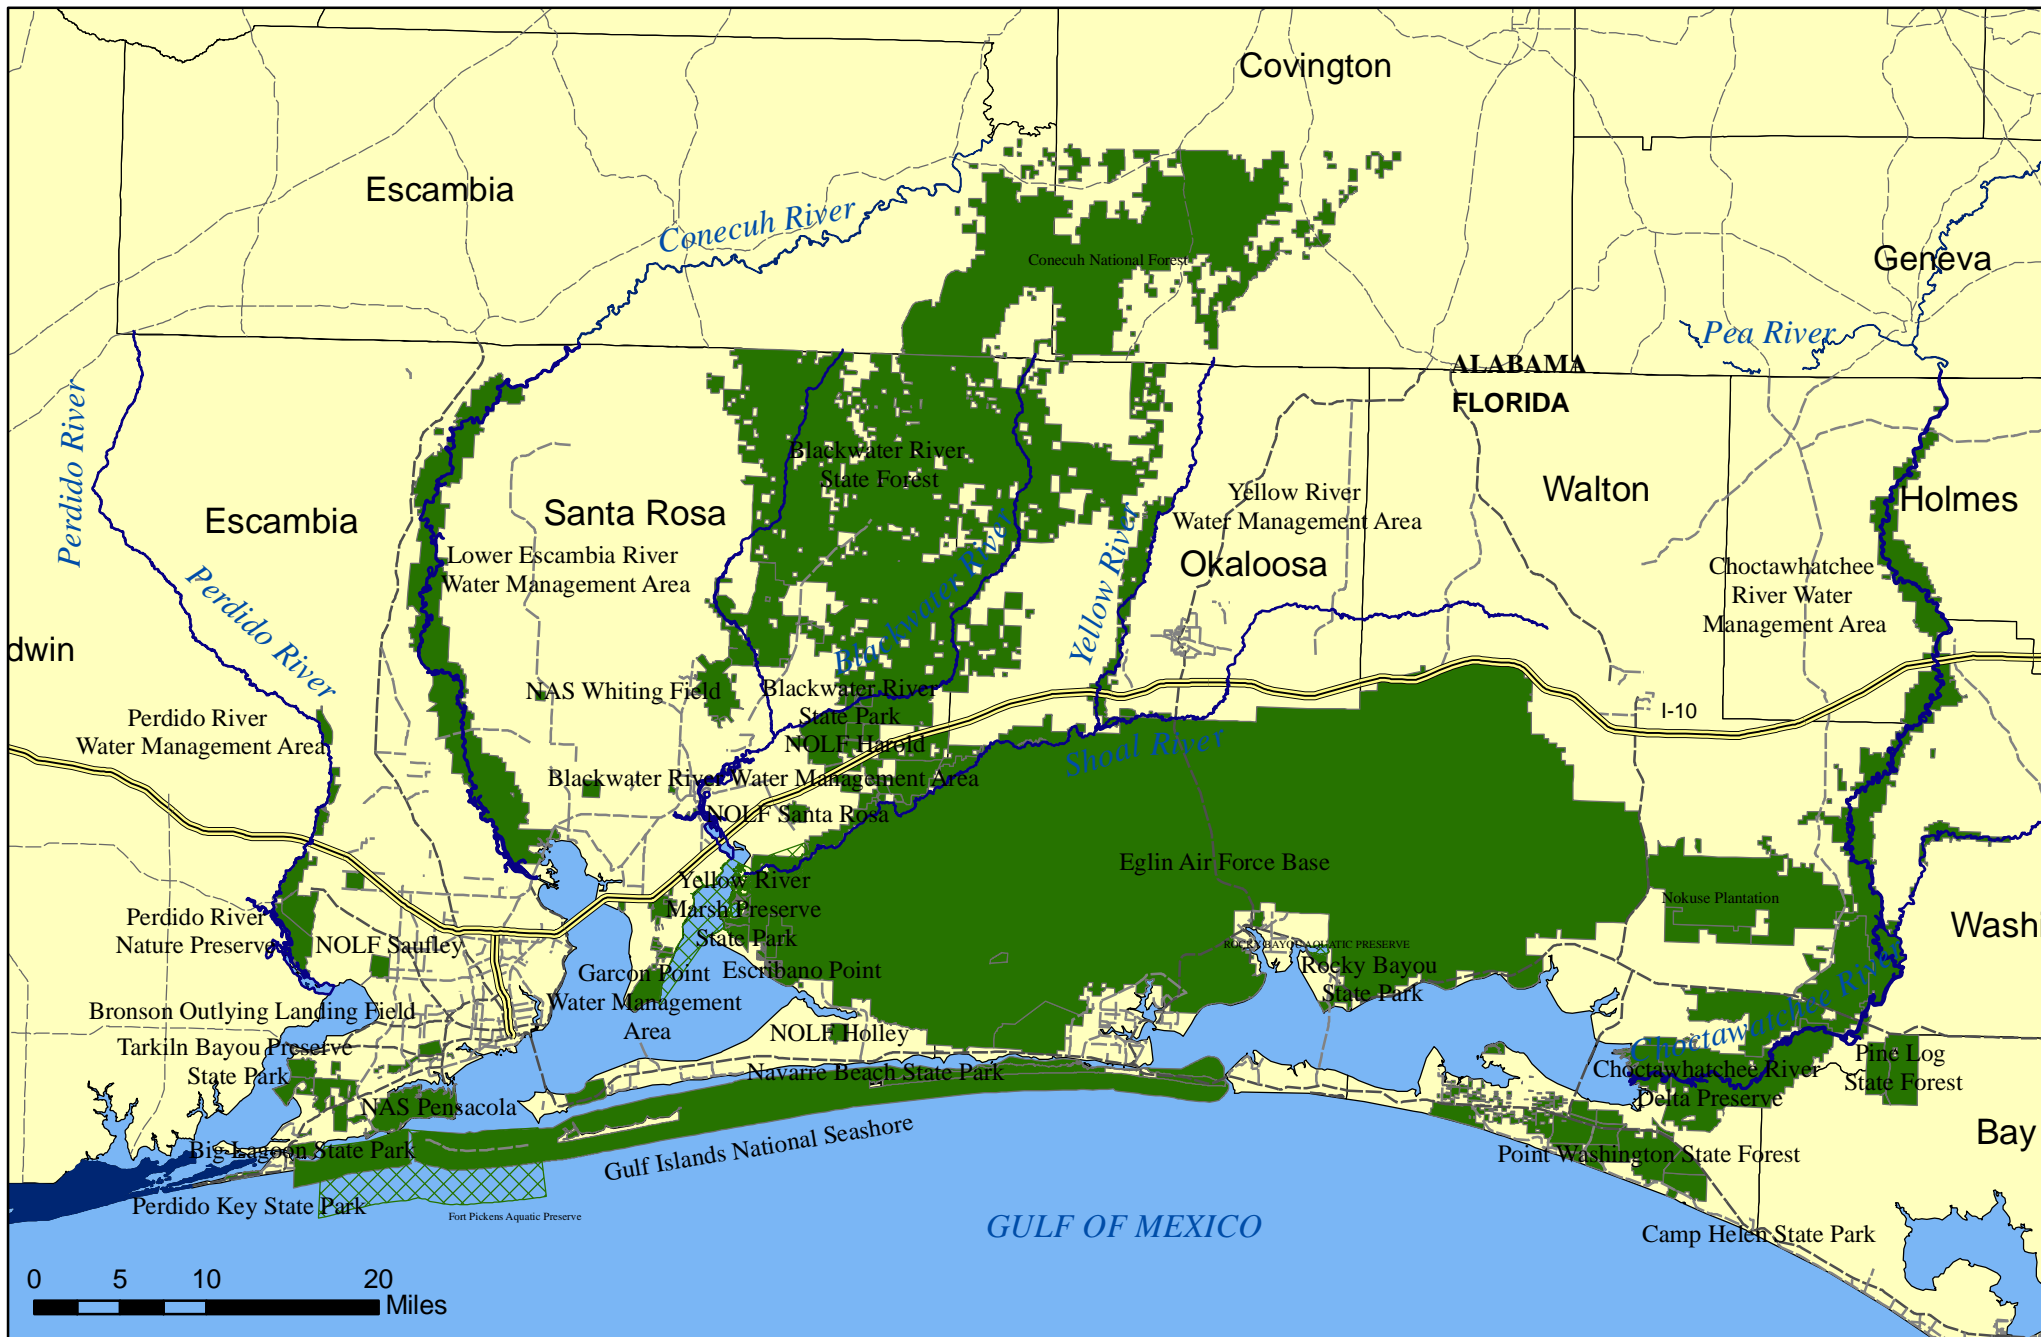 Covington
Escambia
Conecuh River
Conecuh National Forest
Geneva
Pea River
ALABAMA
FLORIDA
Perdido River
Blackwater River
State Forest
Yellow River
Water Management Area
Walton
Holmes
Escambia
Santa Rosa
Lower Escambia River
Water Management Area
Blackwater River
Yellow River
Okaloosa
Choctawhatchee
River Water
Management Area
Perdido River
dwin
NAS Whiting Field
Blackwater River
State Park
Perdido River
Water Management Area
I-10
NOLF Harold
Shoal River
Blackwater River Water Management Area
NOLF Santa Rosa
Eglin Air Force Base
Yellow River
Marsh Preserve
State Park
Nokuse Plantation
Perdido River
Nature Preserve
NOLF Saufley
ROCKY BAYOU AQUATIC PRESERVE
Washi
Garcon Point
Water Management
Area
Escribano Point
Rocky Bayou
State Park
Choctawatchee River
Bronson Outlying Landing Field
NOLF Holley
Tarkiln Bayou Preserve
State Park
Navarre Beach State Park
Choctawhatchee River
Delta Preserve
Pine Log
State Forest
NAS Pensacola
Big Lagoon State Park
Gulf Islands National Seashore
Point Washington State Forest
Bay
Perdido Key State Park
Fort Pickens Aquatic Preserve
GULF OF MEXICO
Camp Helen State Park
0 5 10 20
Miles